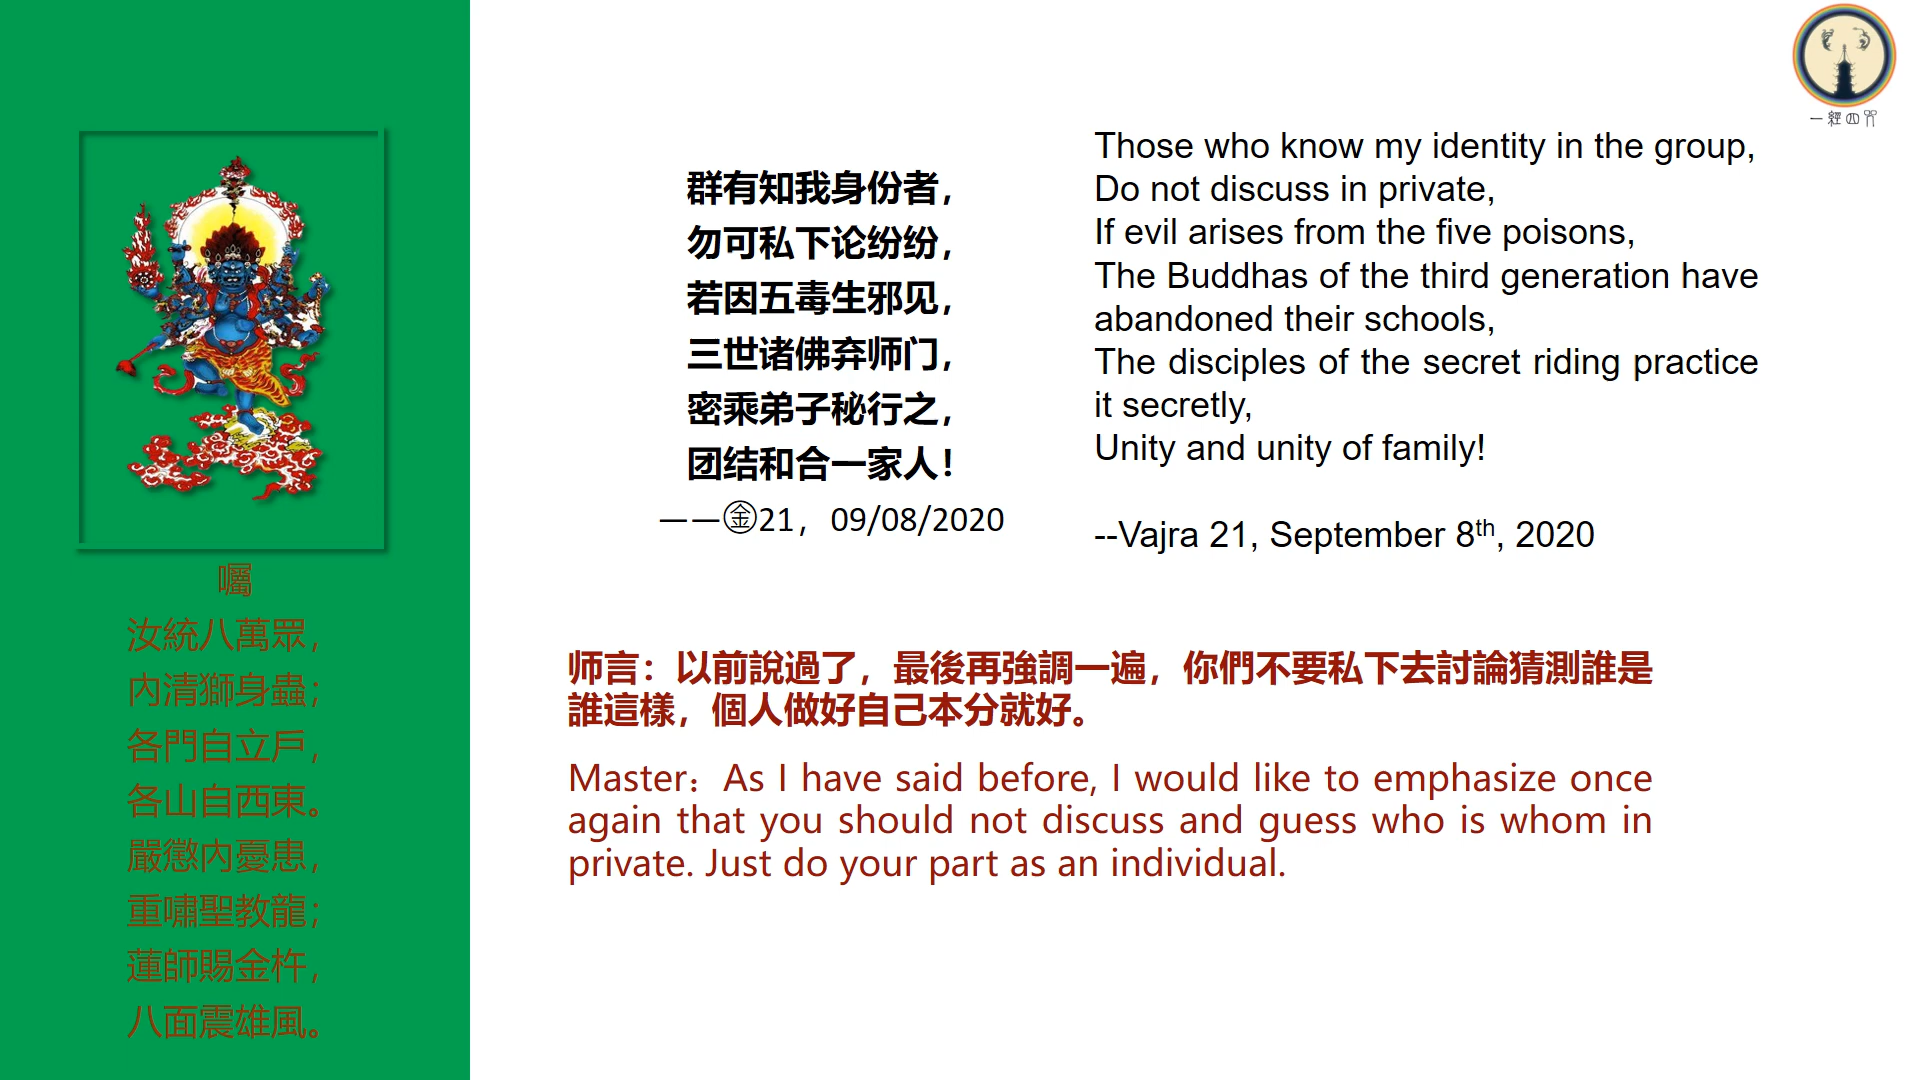 一經四咒
群有知我身份者，
勿可私下论纷纷，
若因五毒生邪见，
三世诸佛弃师门，
密乘弟子秘行之，
团结和合一家人！
——㊎21，09/08/2020
Those who know my identity in the group,
Do not discuss in private,
If evil arises from the five poisons,
The Buddhas of the third generation have
abandoned their schools,
The disciples of the secret riding practice
it secretly,
Unity and unity of family!
--Vajra 21, September 8th, 2020
囑
汝統八萬眾，
內清獅身蟲；
各門自立戶，
各山自西東。
嚴懲內憂患，
重嘯聖教龍；
蓮師賜金杵，
八面震雄風。
师言：以前說過了，最後再強調一遍，你們不要私下去討論猜測誰是
誰這樣，個人做好自己本分就好。
Master：As I have said before, I would like to emphasize once
again that you should not discuss and guess who is whom in
private. Just do your part as an individual.